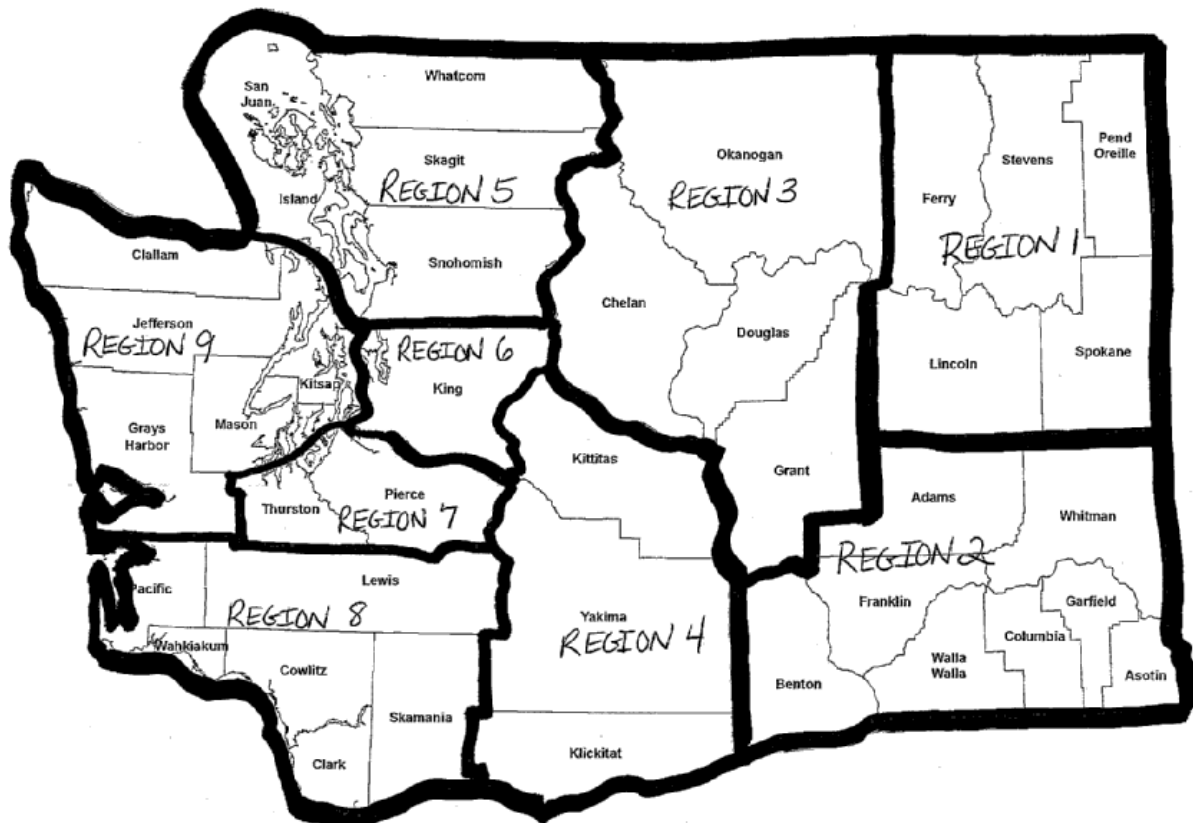 Whatcom
San
Juan
Skagit
REGION 5
Island
Snohomish
Okanogan
REGION 3
Chelan
Douglas
Grant
Pend
Oreille
Stevens
Ferry
REGION 1
Lincoln
Spokane
Clallam
Jefferson
REGION 9
Kitsap
Mason
Grays
Harbor
REGION 6
King
Kittitas
Pierce
Thurston
REGION 7
Adams
Whitman
REGION 2
Franklin
Garfield
Columbia
Walla
Walla
Asotin
Benton
Yakima
REGION 4
Klickitat
Pacific
Lewis
REGION 8
Wahkiakum
Cowlitz
Skamania
Clark